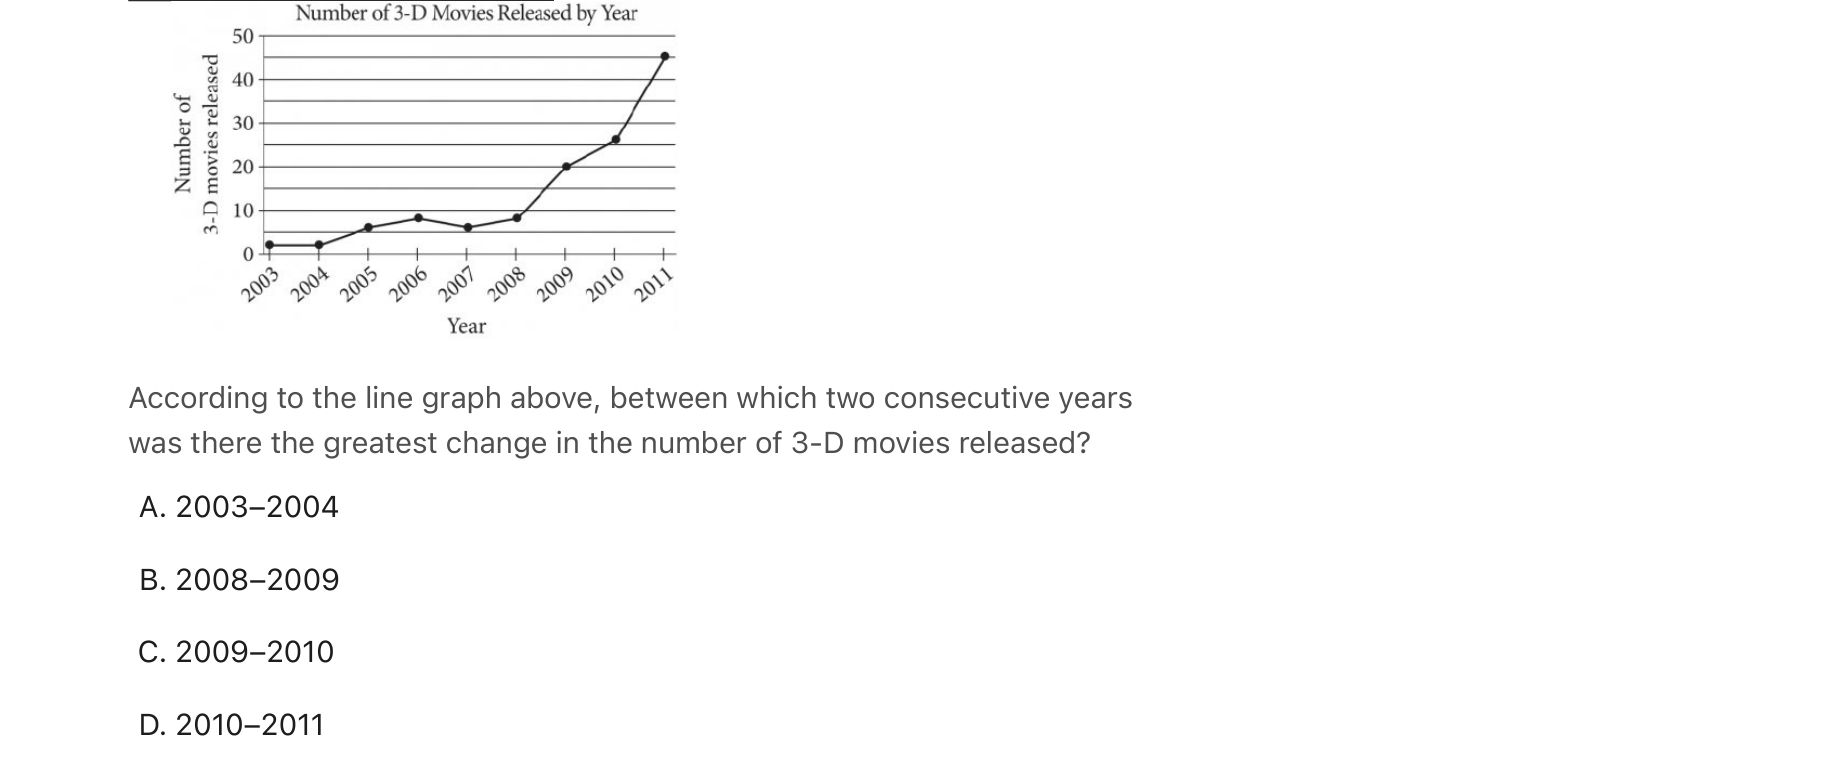 Number of 3-D Movies Released by Year
Number of
3-D movies released
50
40
30
20
10
0
2003
2004
2005
2006
2007
2008
2009
2010
2011
Year
According to the line graph above, between which two consecutive years
was there the greatest change in the number of 3-D movies released?
A. 2003–2004
B. 2008–2009
C. 2009–2010
D. 2010–2011